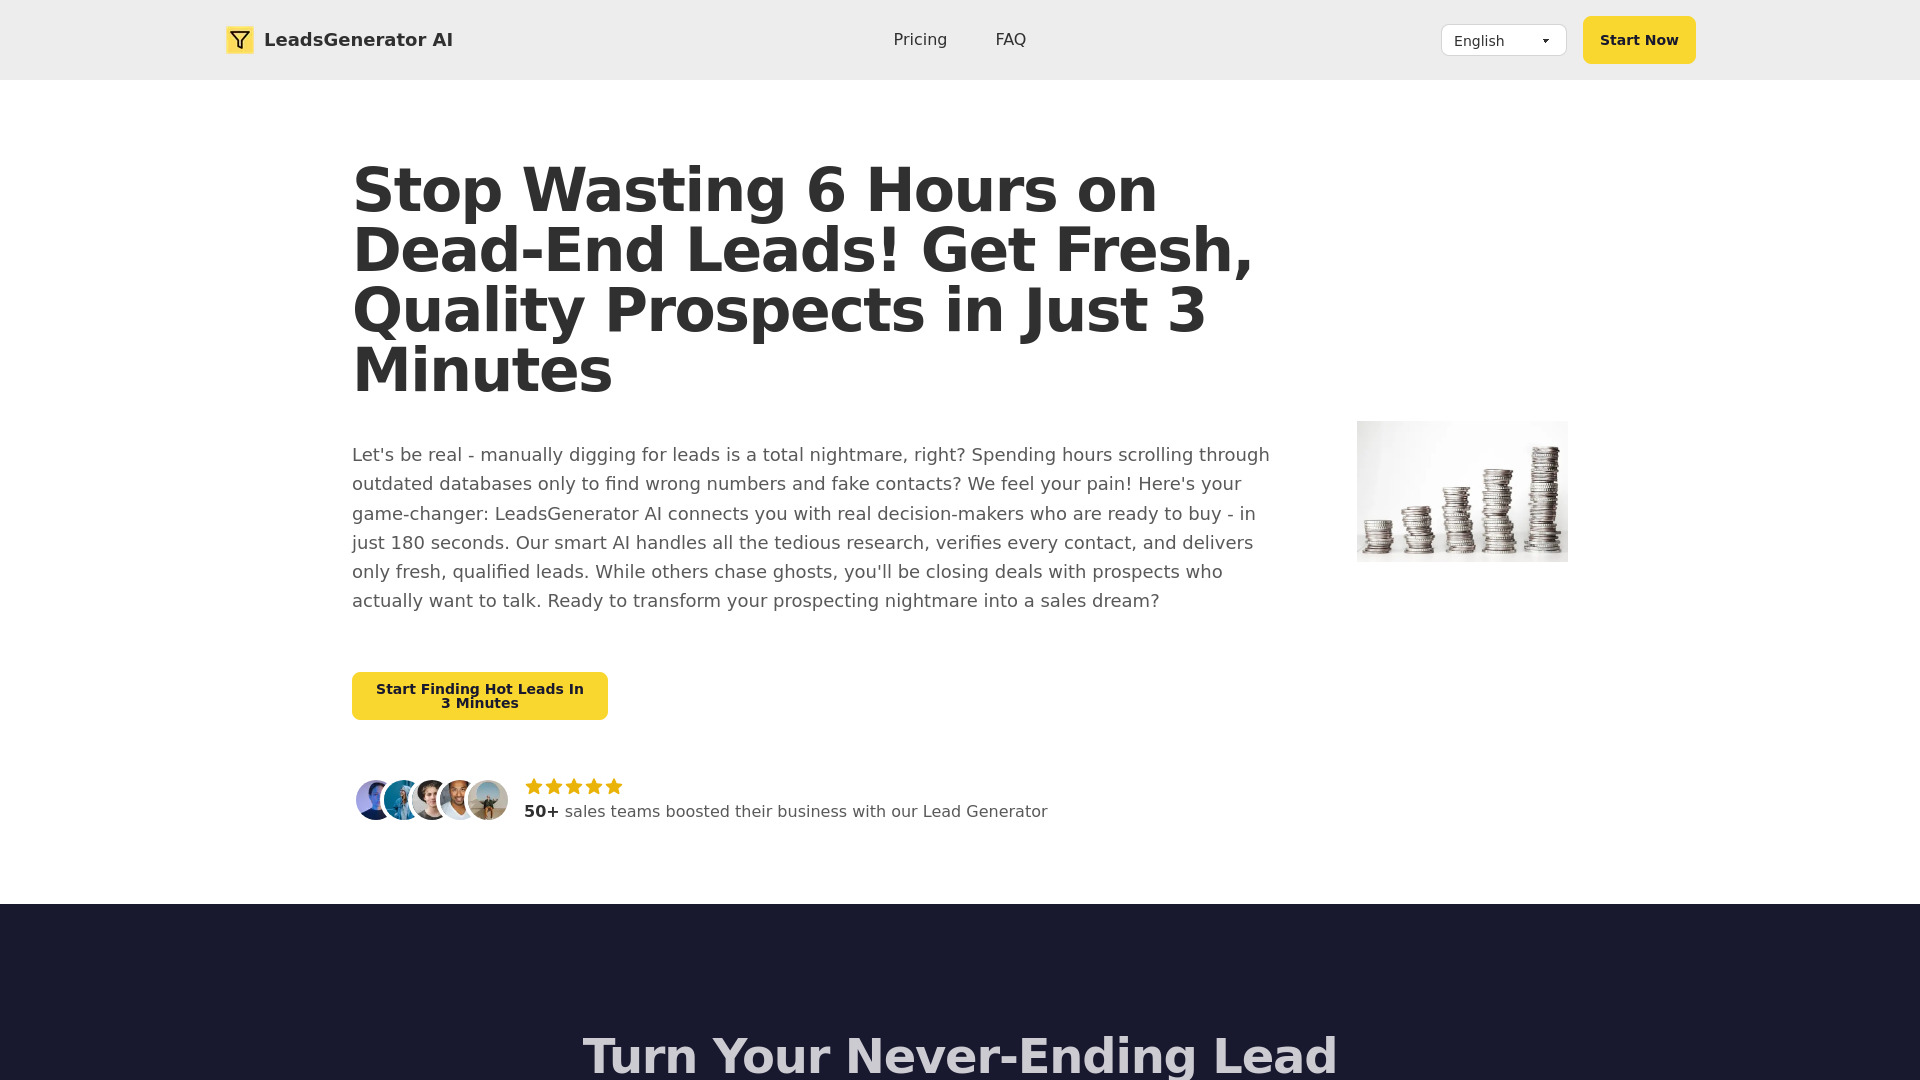 LeadsGenerator AI
Pricing
FAQ
English
Start Now
Stop Wasting 6 Hours on
Dead-End Leads! Get Fresh,
Quality Prospects in Just 3
Minutes
Let's be real - manually digging for leads is a total nightmare, right? Spending hours scrolling through
outdated databases only to find wrong numbers and fake contacts? We feel your pain! Here's your
game-changer: LeadsGenerator AI connects you with real decision-makers who are ready to buy - in
just 180 seconds. Our smart AI handles all the tedious research, verifies every contact, and delivers
only fresh, qualified leads. While others chase ghosts, you'll be closing deals with prospects who
actually want to talk. Ready to transform your prospecting nightmare into a sales dream?
Start Finding Hot Leads In
3 Minutes
50+ sales teams boosted their business with our Lead Generator
Turn Your Never-Ending Lead